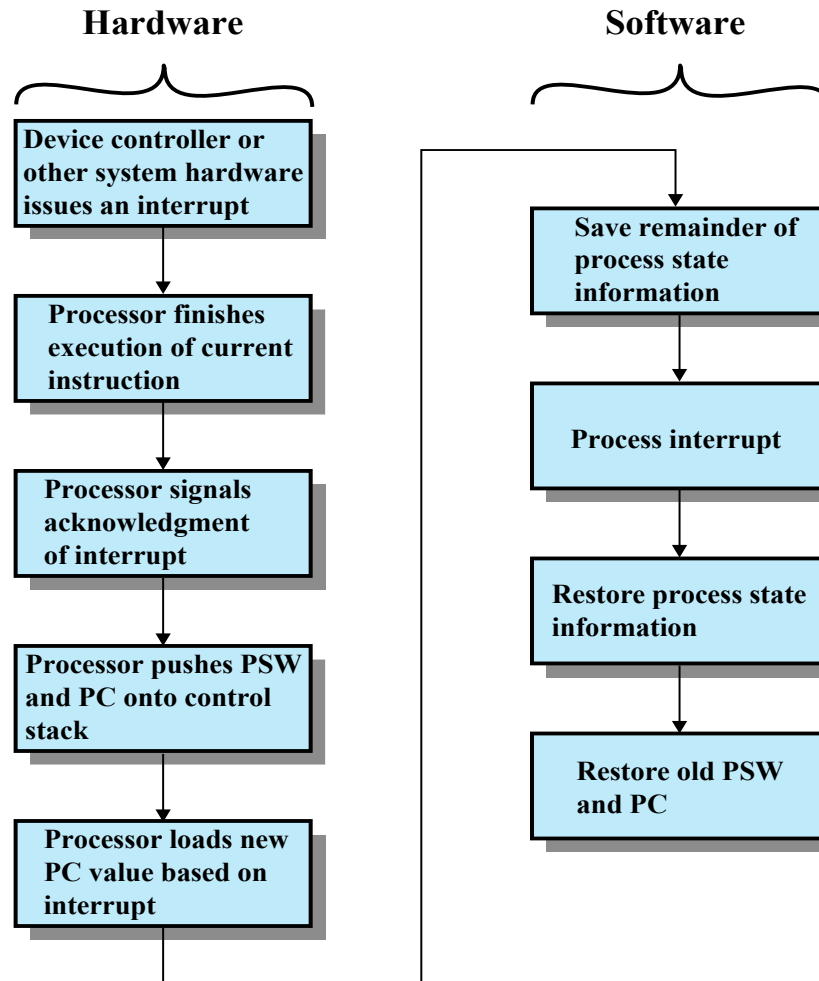 Hardware
Device controller or
other system hardware
issues an interrupt
Processor finishes
execution of current
instruction
Processor signals
acknowledgment
of interrupt
Processor pushes PSW
and PC onto control
stack
Processor loads new
PC value based on
interrupt
Software
Save remainder of
process state
information
Process interrupt
Restore process state
information
Restore old PSW
and PC